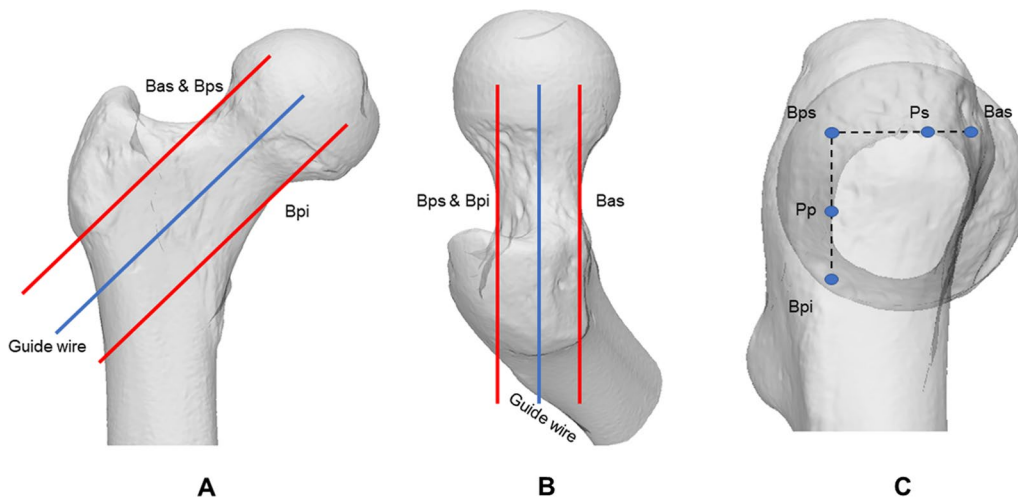 Bas & Bps
Bpi
Guide wire
A
Bps & Bpi
Bas
Guide wire
B
Bps
Ps
Bas
Pp
Bpi
C